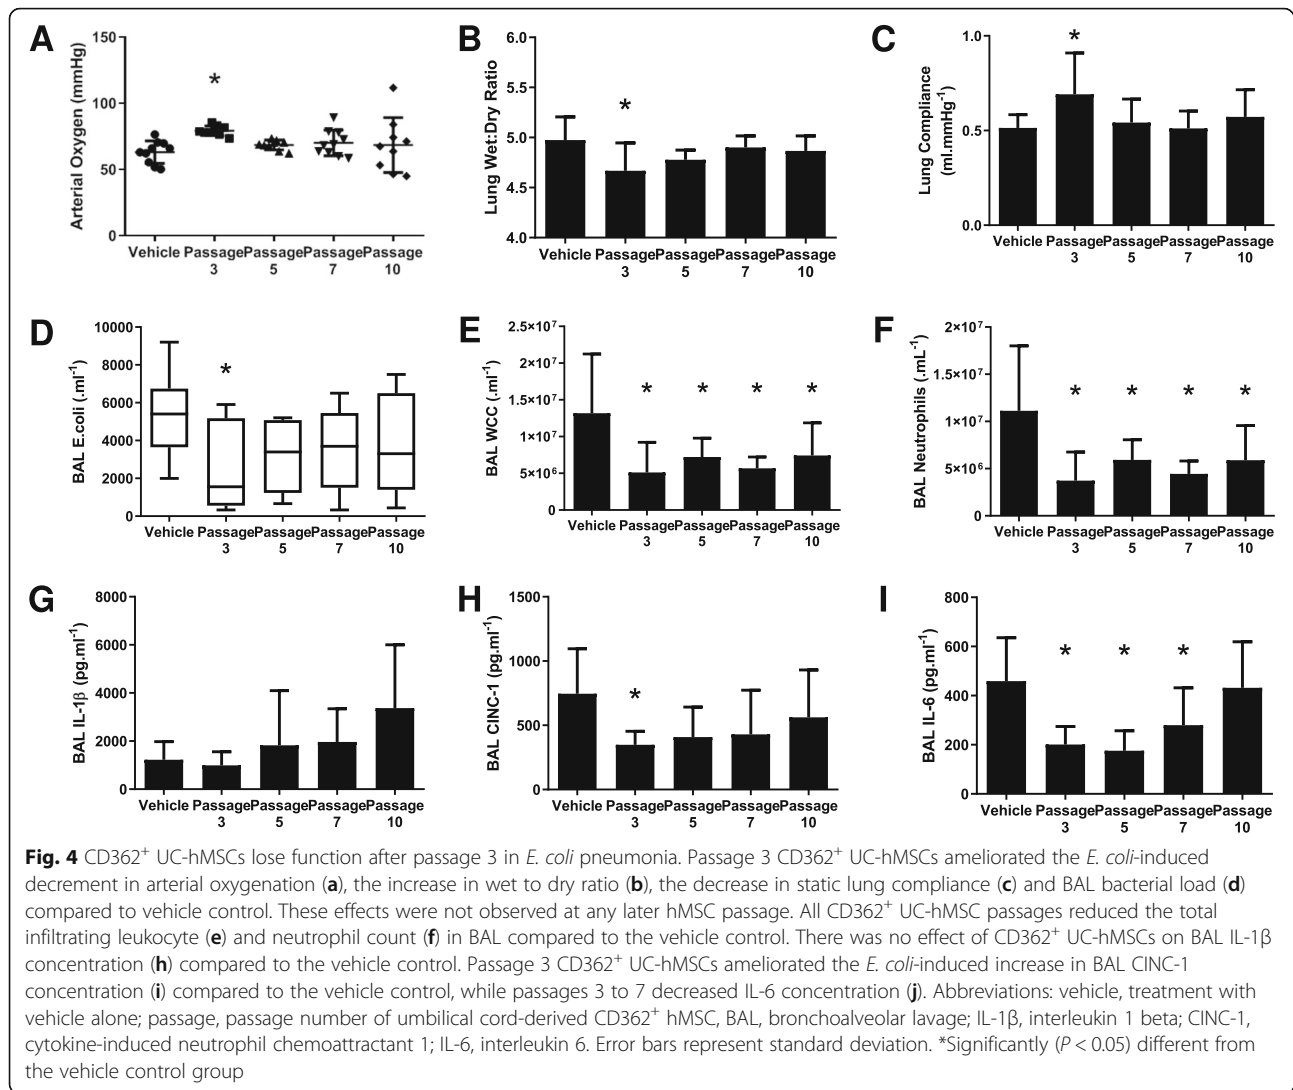 A
Arterial Oxygen (mmHg)
150
100
50
0
Vehicle Passage Passage Passage Passage
3 5 7 10
*
B
Lung Wet:Dry Ratio
6.0
5.5
5.0
4.5
4.0
Vehicle Passage Passage Passage Passage
3 5 7 10
*
C
Lung Compliance
(ml.mmHg⁻¹)
1.0
0.5
0.0
Vehicle Passage Passage Passage Passage
3 5 7 10
*
D
BAL E.coli (.ml⁻¹)
10000
8000
6000
4000
2000
0
Vehicle Passage Passage Passage Passage
3 5 7 10
*
E
BAL WCC (.ml⁻¹)
2.5×10⁷
2×10⁷
1.5×10⁷
1×10⁷
5×10⁶
0
Vehicle Passage Passage Passage Passage
3 5 7 10
* * * *
F
BAL Neutrophils (.mL⁻¹)
2×10⁷
1.5×10⁷
1×10⁷
5×10⁶
0
Vehicle Passage Passage Passage Passage
3 5 7 10
* * * *
G
BAL IL-1β (pg.ml⁻¹)
8000
6000
4000
2000
0
Vehicle Passage Passage Passage Passage
3 5 7 10
H
BAL CINC-1 (pg.ml⁻¹)
1500
1000
500
0
Vehicle Passage Passage Passage Passage
3 5 7 10
*
I
BAL IL-6 (pg.ml⁻¹)
800
600
400
200
0
Vehicle Passage Passage Passage Passage
3 5 7 10
* * *
Fig. 4 CD362⁺ UC-hMSCs lose function after passage 3 in E. coli pneumonia. Passage 3 CD362⁺ UC-hMSCs ameliorated the E. coli-induced
decrement in arterial oxygenation (a), the increase in wet to dry ratio (b), the decrease in static lung compliance (c) and BAL bacterial load (d)
compared to vehicle control. These effects were not observed at any later hMSC passage. All CD362⁺ UC-hMSC passages reduced the total
infiltrating leukocyte (e) and neutrophil count (f) in BAL compared to the vehicle control. There was no effect of CD362⁺ UC-hMSCs on BAL IL-1β
concentration (h) compared to the vehicle control. Passage 3 CD362⁺ UC-hMSCs ameliorated the E. coli-induced increase in BAL CINC-1
concentration (i) compared to the vehicle control, while passages 3 to 7 decreased IL-6 concentration (j). Abbreviations: vehicle, treatment with
vehicle alone; passage, passage number of umbilical cord-derived CD362⁺ hMSC, BAL, bronchoalveolar lavage; IL-1β, interleukin 1 beta; CINC-1,
cytokine-induced neutrophil chemoattractant 1; IL-6, interleukin 6. Error bars represent standard deviation. *Significantly (P < 0.05) different from
the vehicle control group